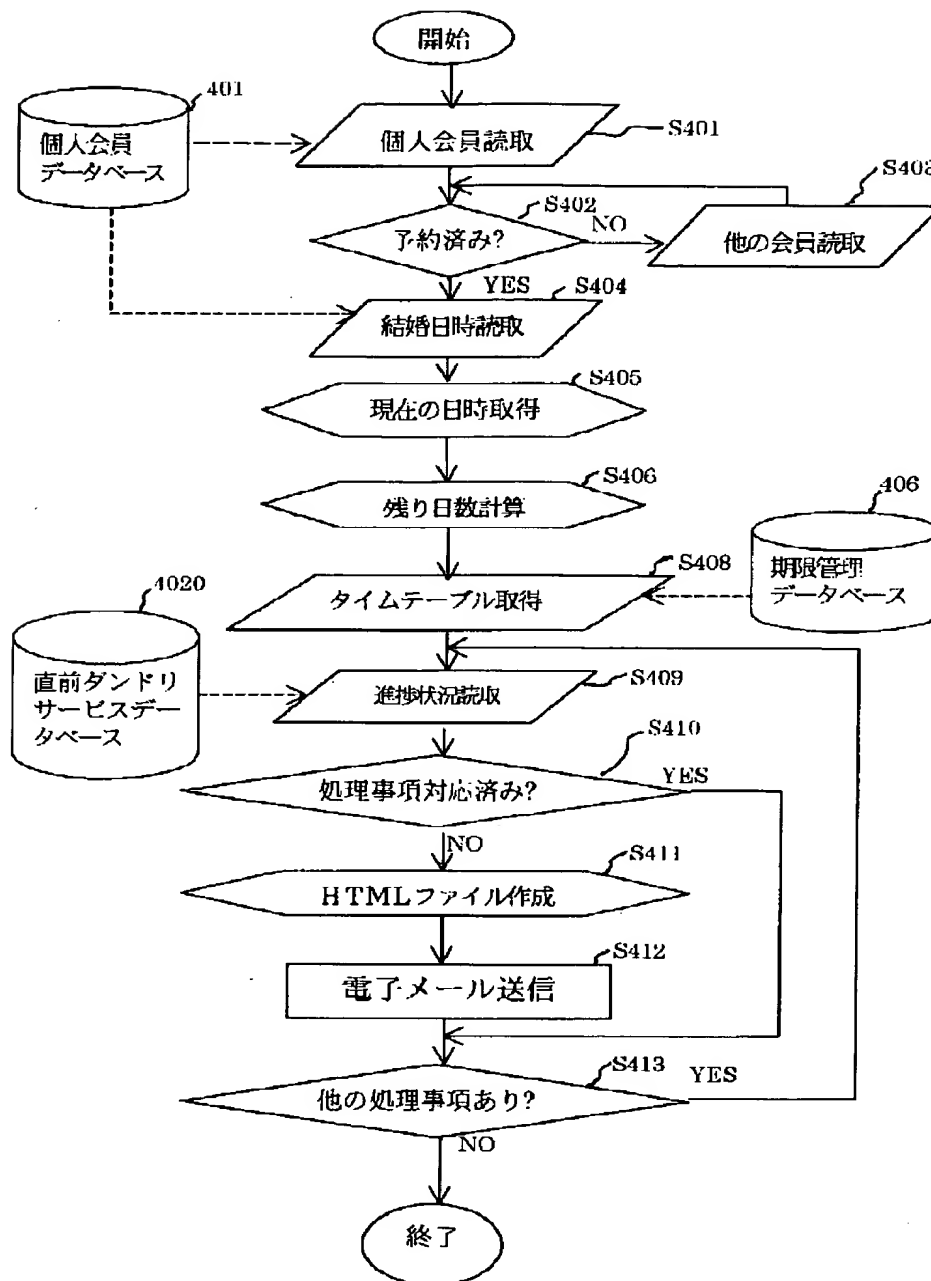 開始
401
個人会員
データベース
個人会員読取
S401
S402
予約済み?
NO
S403
他の会員読取
YES
S404
結婚日時読取
S405
現在の日時取得
S406
残り日数計算
406
期限管理
データベース
S408
タイムテーブル取得
4020
直前ダンドリ
サービスデー
タベース
S409
進捗状況読取
S410
処理事項対応済み?
YES
NO
S411
HTMLファイル作成
S412
電子メール送信
S413
他の処理事項あり?
YES
NO
終了